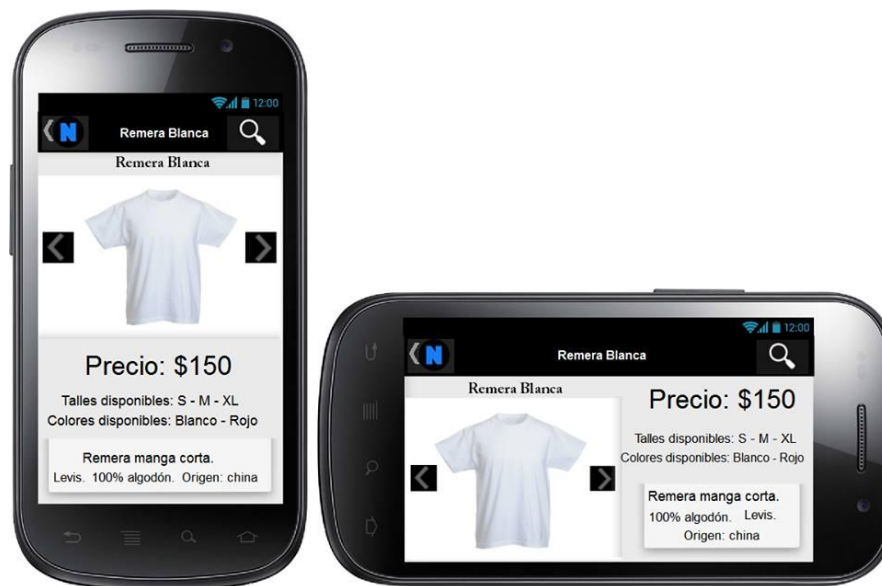 12:00
N
Remera Blanca
Remera Blanca
Precio: $150
Talles disponibles: S - M - XL
Colores disponibles: Blanco - Rojo
Remera manga corta.
Levis. 100% algodón. Origen: china
12:00
N
Remera Blanca
Remera Blanca
Precio: $150
Talles disponibles: S - M - XL
Colores disponibles: Blanco - Rojo
Remera manga corta.
100% algodón. Levis.
Origen: china